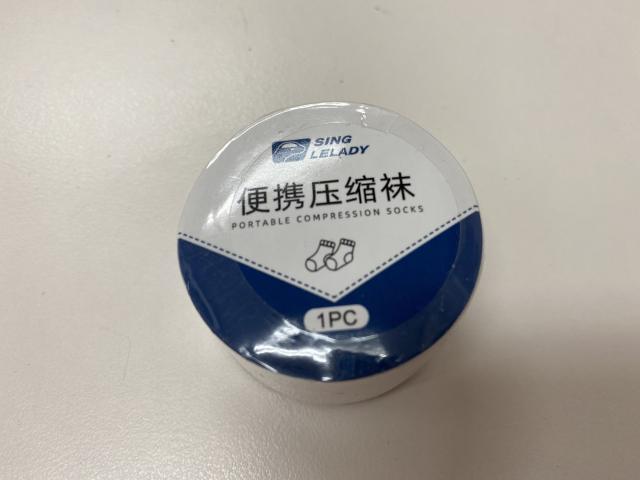 SING
LELADY
便携压缩袜
PORTABLE COMPRESSION SOCKS
1PC